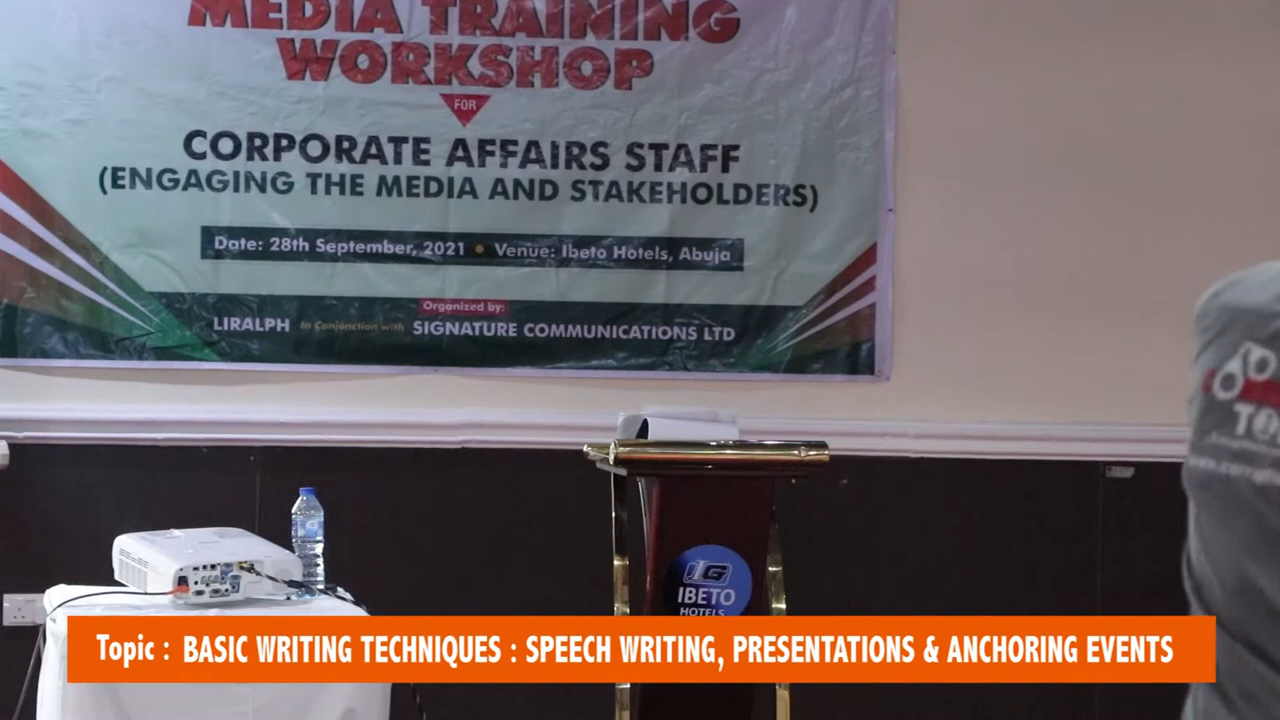 MEDIA TRAINING
WORKSHOP
FOR
CORPORATE AFFAIRS STAFF
(ENGAGING THE MEDIA AND STAKEHOLDERS)
Date: 28th September, 2021 • Venue: Ibeto Hotels, Abuja
Organized by:
LIRALPH In Conjunction with SIGNATURE COMMUNICATIONS LTD
IG
IBETO
HOTELS
Topic : BASIC WRITING TECHNIQUES : SPEECH WRITING, PRESENTATIONS & ANCHORING EVENTS